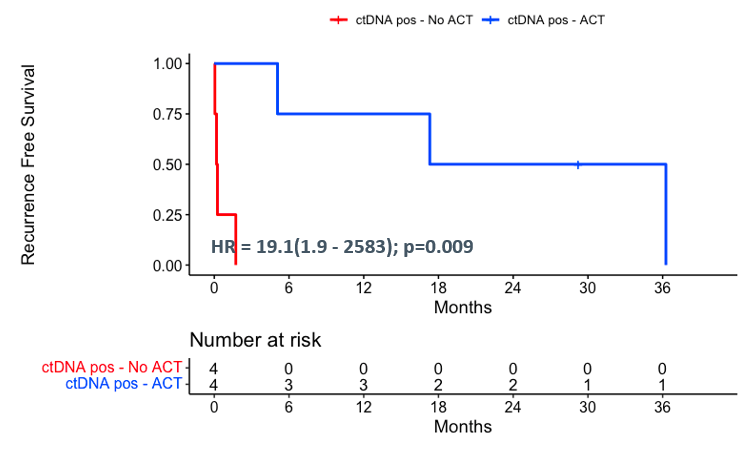 ctDNA pos - No ACT ctDNA pos - ACT
Recurrence Free Survival
1.00
0.75
0.50
0.25
0.00
HR = 19.1(1.9 - 2583); p=0.009
0 6 12 18 24 30 36
Months
Number at risk
ctDNA pos - No ACT 4 0 0 0 0 0 0
ctDNA pos - ACT 4 3 3 2 2 1 1
0 6 12 18 24 30 36
Months